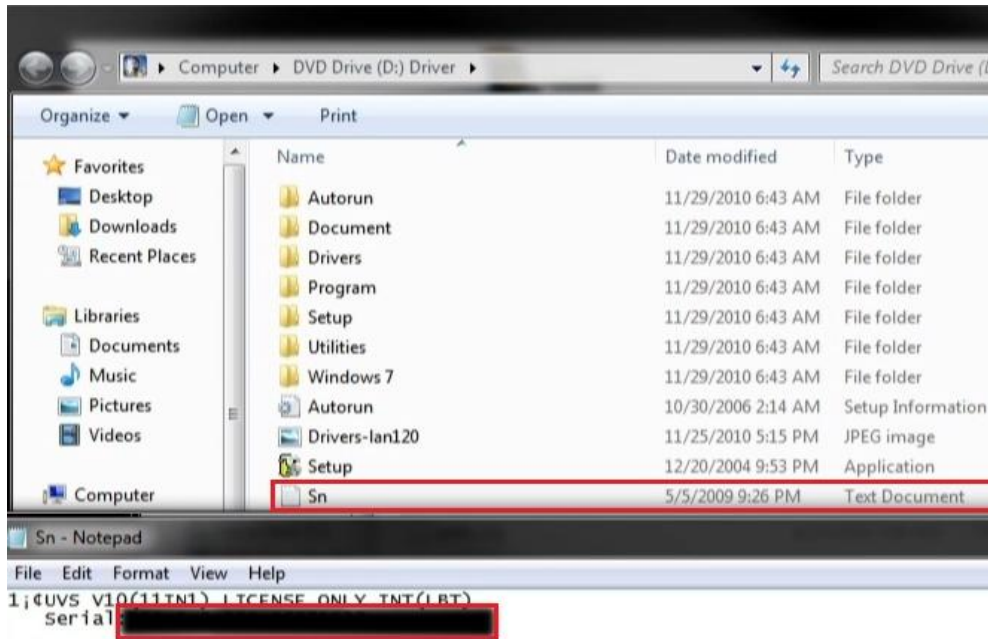 Computer ▸ DVD Drive (D:) Driver ▸ Search DVD Drive (
Organize Open Print
Name Date modified Type
Favorites
Desktop
Downloads
Recent Places
Libraries
Documents
Music
Pictures
Videos
Computer
Autorun 11/29/2010 6:43 AM File folder
Document 11/29/2010 6:43 AM File folder
Drivers 11/29/2010 6:43 AM File folder
Program 11/29/2010 6:43 AM File folder
Setup 11/29/2010 6:43 AM File folder
Utilities 11/29/2010 6:43 AM File folder
Windows 7 11/29/2010 6:43 AM File folder
Autorun 10/30/2006 2:14 AM Setup Information
Drivers-lan120 11/25/2010 5:15 PM JPEG image
Setup 12/20/2004 9:53 PM Application
Sn 5/5/2009 9:26 PM Text Document
Sn - Notepad
File Edit Format View Help
1;¢UVS V10(11IN1) LICENSE ONLY INT(LBT)
Serial